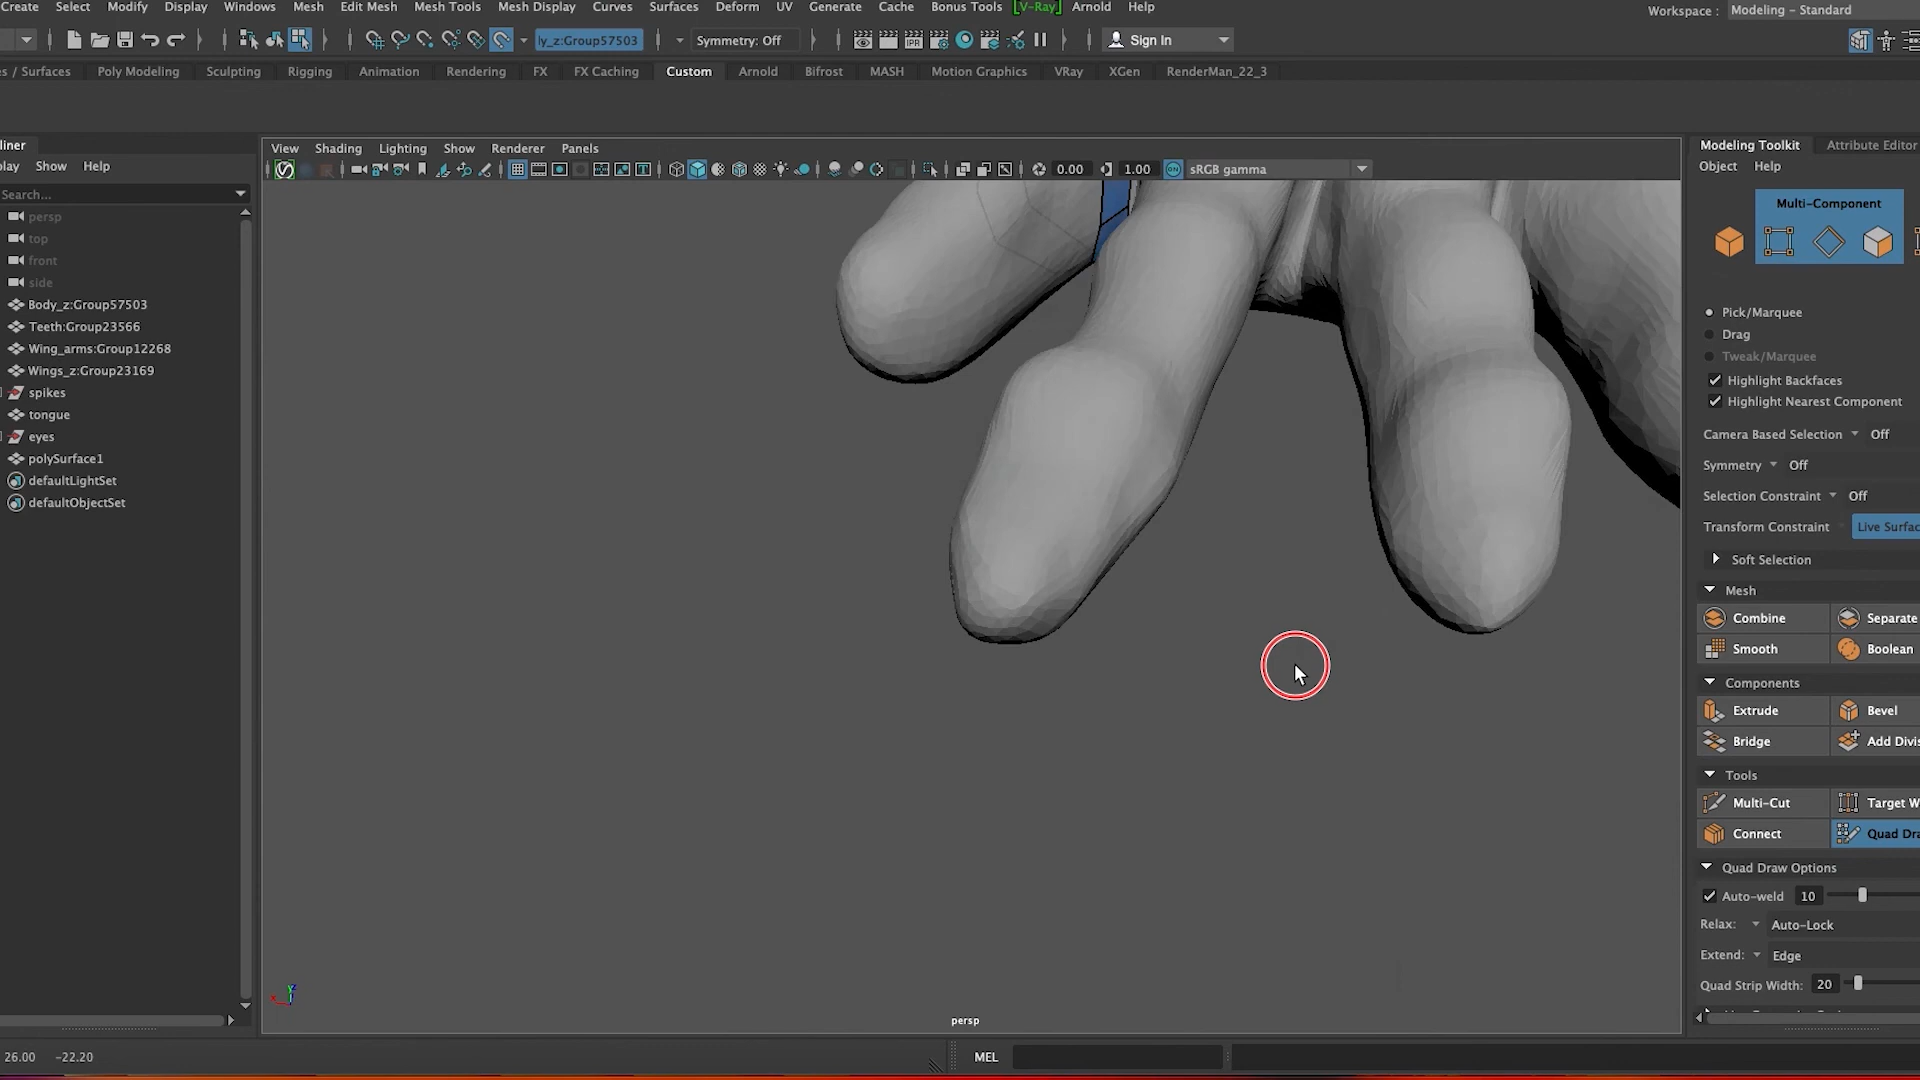 Create Select Modify Display Windows Mesh Edit Mesh Mesh Tools Mesh Display Curves Surfaces Deform UV Generate Cache Bonus Tools [V-Ray] Arnold Help
Workspace : Modeling - Standard
ly_z:Group57503 Symmetry: Off IPR Sign In
s / Surfaces Poly Modeling Sculpting Rigging Animation Rendering FX FX Caching Custom Arnold Bifrost MASH Motion Graphics VRay XGen RenderMan_22_3
liner
play Show Help
Search...
persp
top
front
side
Body_z:Group57503
Teeth:Group23566
Wing_arms:Group12268
Wings_z:Group23169
spikes
tongue
eyes
polySurface1
defaultLightSet
defaultObjectSet
View Shading Lighting Show Renderer Panels
0.00 1.00 ON sRGB gamma
persp
Modeling Toolkit Attribute Editor
Object Help
Multi-Component
Pick/Marquee
Drag
Tweak/Marquee
Highlight Backfaces
Highlight Nearest Component
Camera Based Selection Off
Symmetry Off
Selection Constraint Off
Transform Constraint Live Surfac
Soft Selection
Mesh
Combine Separate
Smooth Boolean
Components
Extrude Bevel
Bridge Add Divis
Tools
Multi-Cut Target W
Connect Quad Dra
Quad Draw Options
Auto-weld 10
Relax: Auto-Lock
Extend: Edge
Quad Strip Width: 20
26.00 -22.20
MEL